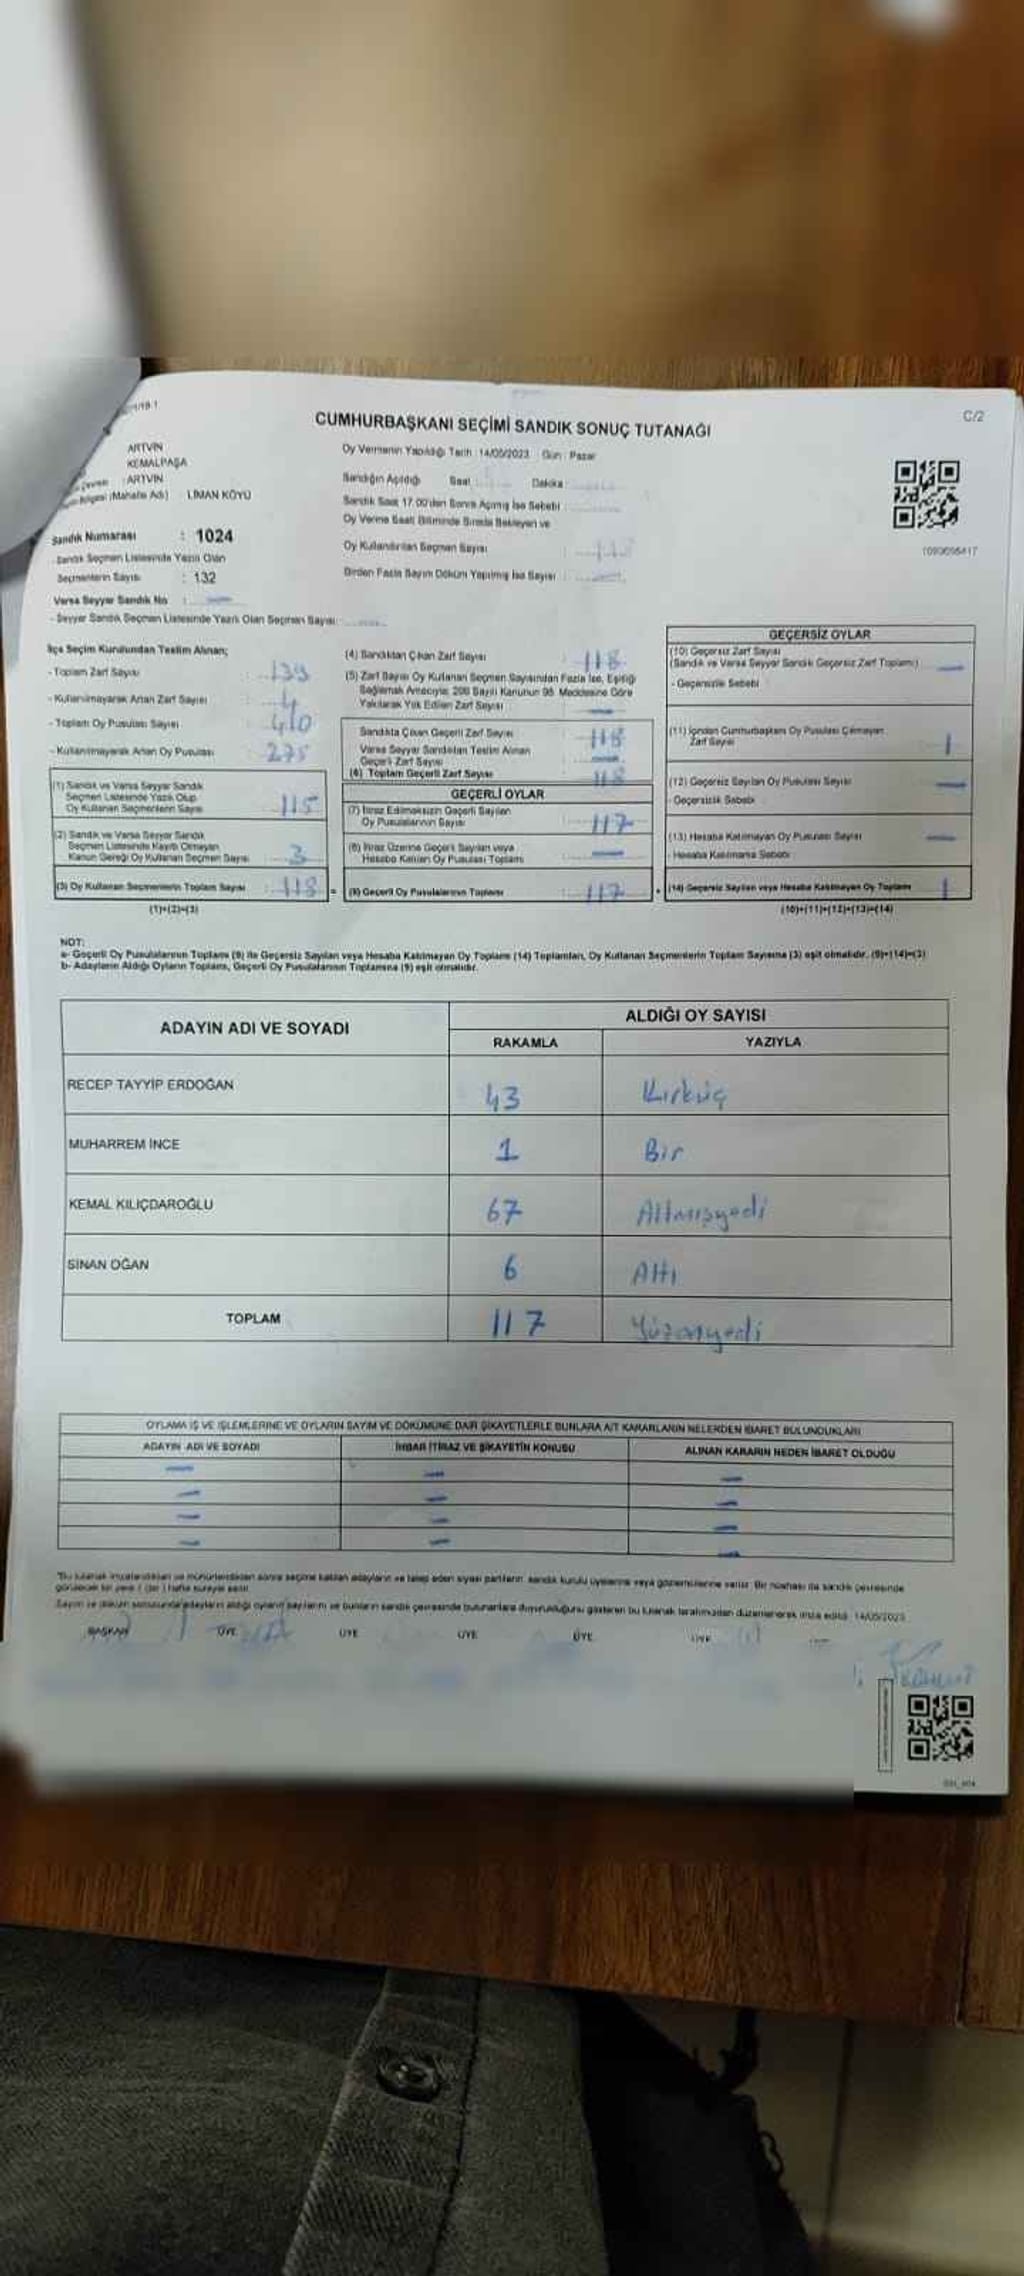 C/2
CUMHURBAŞKANI SEÇİMİ SANDIK SONUÇ TUTANAĞI
ARTVİN
KEMALPAŞA
: ARTVİN
(Mahalle Adı) LİMAN KÖYÜ
Oy Vermenin Yapıldığı Tarih : 14/05/2023 Gün : Pazar
Sandığın Açıldığı Saat Dakika
Sandık Saat 17:00'den Sonra Açılmış İse Sebebi
Oy Verme Saati Bitiminde Sırada Bekleyen ve
Oy Kullandırılan Seçmen Sayısı
Birden Fazla Sayım Döküm Yapılmış İse Sayısı : —
Sandık Numarası : 1024
- Sandık Seçmen Listesinde Yazılı Olan
Seçmenlerin Sayısı : 132
Varsa Seyyar Sandık No : —
- Seyyar Sandık Seçmen Listesinde Yazılı Olan Seçmen Sayısı: —
İlçe Seçim Kurulundan Teslim Alınan;
- Toplam Zarf Sayısı : 139
- Kullanılmayarak Artan Zarf Sayısı : 4
- Toplam Oy Pusulası Sayısı : 410
- Kullanılmayarak Artan Oy Pusulası : 275
(1) Sandık ve Varsa Seyyar Sandık
Seçmen Listesinde Yazılı Olup
Oy Kullanan Seçmenlerin Sayısı : 115
(2) Sandık ve Varsa Seyyar Sandık
Seçmen Listesinde Kayıtlı Olmayan
Kanun Gereği Oy Kullanan Seçmen Sayısı : 3
(3) Oy Kullanan Seçmenlerin Toplam Sayısı : 118 =
(1)+(2)=(3)
(4) Sandıktan Çıkan Zarf Sayısı : 118
(5) Zarf Sayısı Oy Kullanan Seçmen Sayısından Fazla İse, Eşitliği
Sağlamak Amacıyla; 298 Sayılı Kanunun 98. Maddesine Göre
Yakılarak Yok Edilen Zarf Sayısı : —
Sandıkta Çıkan Geçerli Zarf Sayısı : 118
Varsa Seyyar Sandıktan Teslim Alınan
Geçerli Zarf Sayısı : —
(6) Toplam Geçerli Zarf Sayısı : 118
GEÇERLİ OYLAR
(7) İtiraz Edilmeksizin Geçerli Sayılan
Oy Pusulalarının Sayısı : 117
(8) İtiraz Üzerine Geçerli Sayılan veya
Hesaba Katılan Oy Pusulası Toplamı : —
(9) Geçerli Oy Pusulalarının Toplamı : 117 +
GEÇERSİZ OYLAR
(10) Geçersiz Zarf Sayısı
(Sandık ve Varsa Seyyar Sandık Geçersiz Zarf Toplamı) —
- Geçersizlik Sebebi
(11) İçinden Cumhurbaşkanı Oy Pusulası Çıkmayan
Zarf Sayısı 1
(12) Geçersiz Sayılan Oy Pusulası Sayısı —
- Geçersizlik Sebebi
(13) Hesaba Katılmayan Oy Pusulası Sayısı —
- Hesaba Katılmama Sebebi
(14) Geçersiz Sayılan veya Hesaba Katılmayan Oy Toplamı 1
(10)+(11)+(12)+(13)=(14)
NOT:
a- Geçerli Oy Pusulalarının Toplamı (9) ile Geçersiz Sayılan veya Hesaba Katılmayan Oy Toplamı (14) Toplamları, Oy Kullanan Seçmenlerin Toplam Sayısına (3) eşit olmalıdır. (9)+(14)=(3)
b- Adayların Aldığı Oyların Toplamı, Geçerli Oy Pusulalarının Toplamına (9) eşit olmalıdır.
ADAYIN ADI VE SOYADI ALDIĞI OY SAYISI
RAKAMLA YAZIYLA
RECEP TAYYİP ERDOĞAN 43 Kırküç
MUHARREM İNCE 1 Bir
KEMAL KILIÇDAROĞLU 67 Altmışyedi
SİNAN OĞAN 6 Altı
TOPLAM 117 Yüzonyedi
OYLAMA İŞ VE İŞLEMLERİNE VE OYLARIN SAYIM VE DÖKÜMÜNE DAİR ŞİKAYETLERLE BUNLARA AİT KARARLARIN NELERDEN İBARET BULUNDUKLARI
ADAYIN ADI VE SOYADI İHBAR İTİRAZ VE ŞİKAYETİN KONUSU ALINAN KARARIN NEDEN İBARET OLDUĞU
— — —
— — —
— — —
— — —
*Bu tutanak imzalandıktan ve mühürlendikten sonra seçime katılan adayların ve talep eden siyasi partilerin sandık kurulu üyelerine veya gözlemcilerine verilir. Bir nüshası da sandık çevresinde
görülecek bir yere 1 (bir) hafta süreyle asılır.
Sayım ve döküm sonucunda adayların aldığı oyların sayılarını ve bunların sandık çevresinde bulunanlara duyurulduğunu gösteren bu tutanak tarafımızdan düzenlenerek imza edildi. 14/05/2023
BAŞKAN ÜYE ÜYE ÜYE ÜYE ÜYE